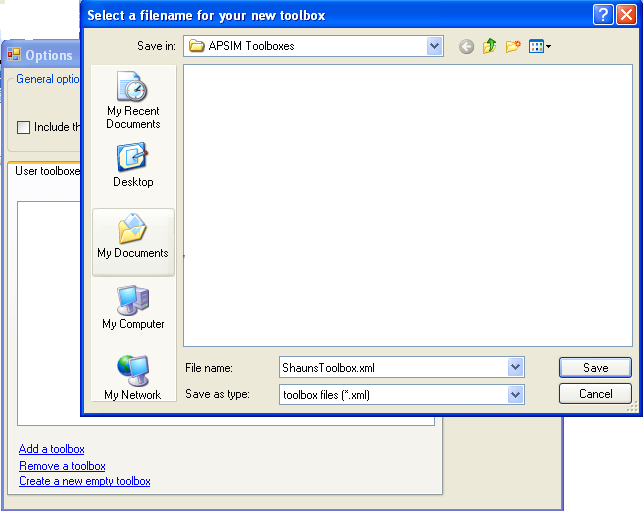 Select a filename for your new toolbox
Save in:
APSIM Toolboxes
Options
General optio
Include th
User toolboxe
My Recent
Documents
Desktop
My Documents
My Computer
My Network
File name:
ShaunsToolbox.xml
Save
Save as type:
toolbox files (*.xml)
Cancel
Add a toolbox
Remove a toolbox
Create a new empty toolbox